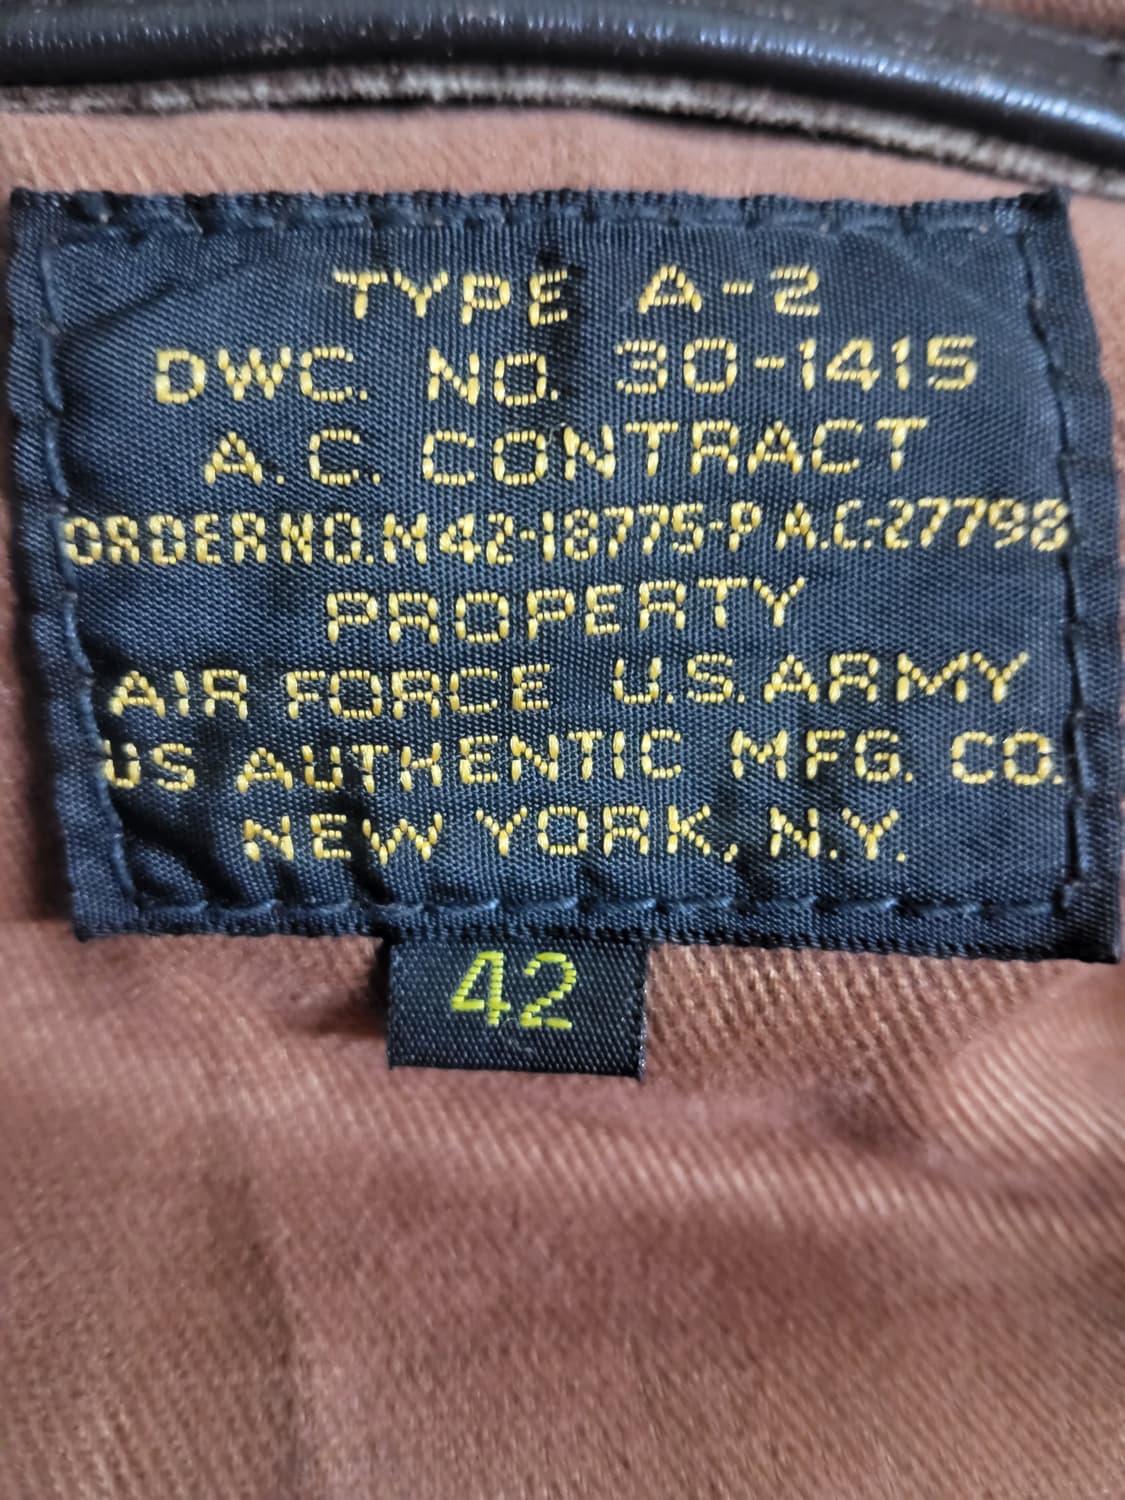 TYPE A-2
DWC. NO. 30-1415
A.C. CONTRACT
ORDER NO. M42-18775-P A.C.-27798
PROPERTY
AIR FORCE U.S. ARMY
US AUTHENTIC MFG. CO.
NEW YORK, N.Y.
42